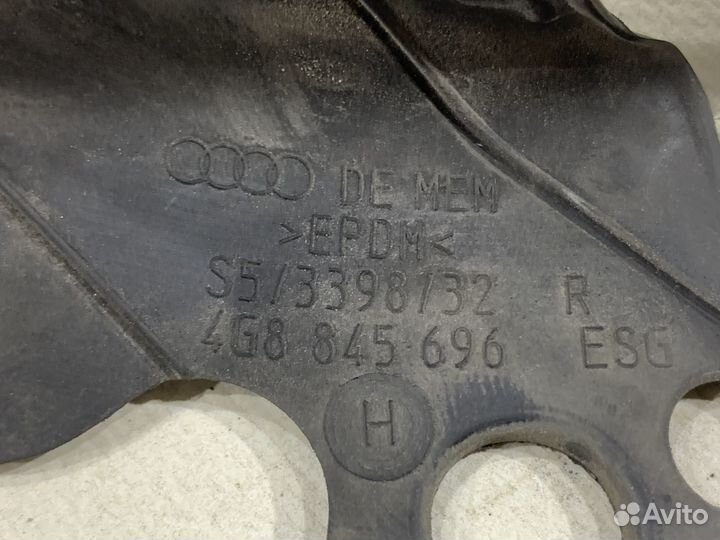 DE MEM
>EPDM<
S5/3398/32 R
4G8 845 696 ESG
H
Avito